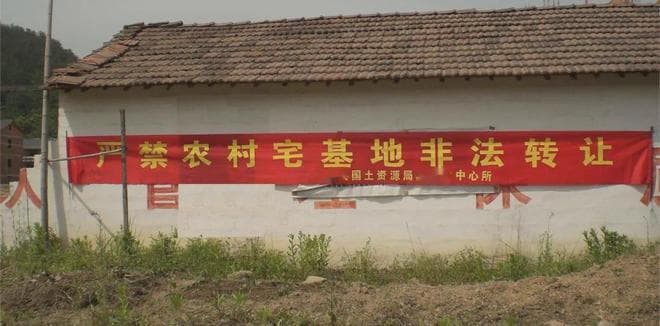 严禁农村宅基地非法转让
国土资源局 中心所